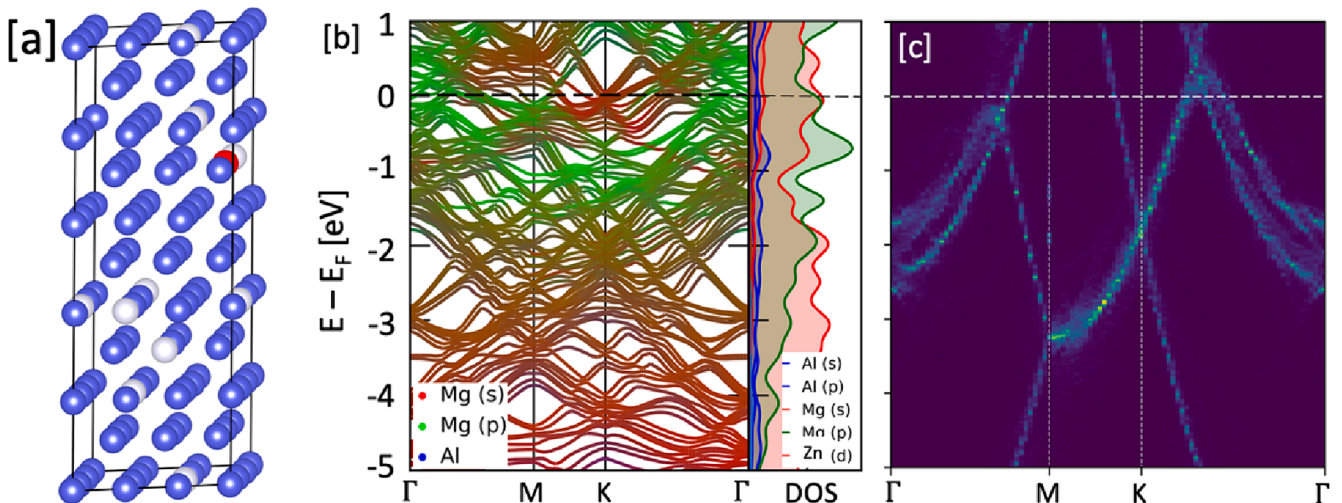 [a]
[b]
[c]
E − E_F [eV]
1
0
-1
-2
-3
-4
-5
Mg (s)
Mg (p)
Al
Γ M K Γ DOS
Al (s)
Al (p)
Mg (s)
Mg (p)
Zn (d)
Γ M K Γ